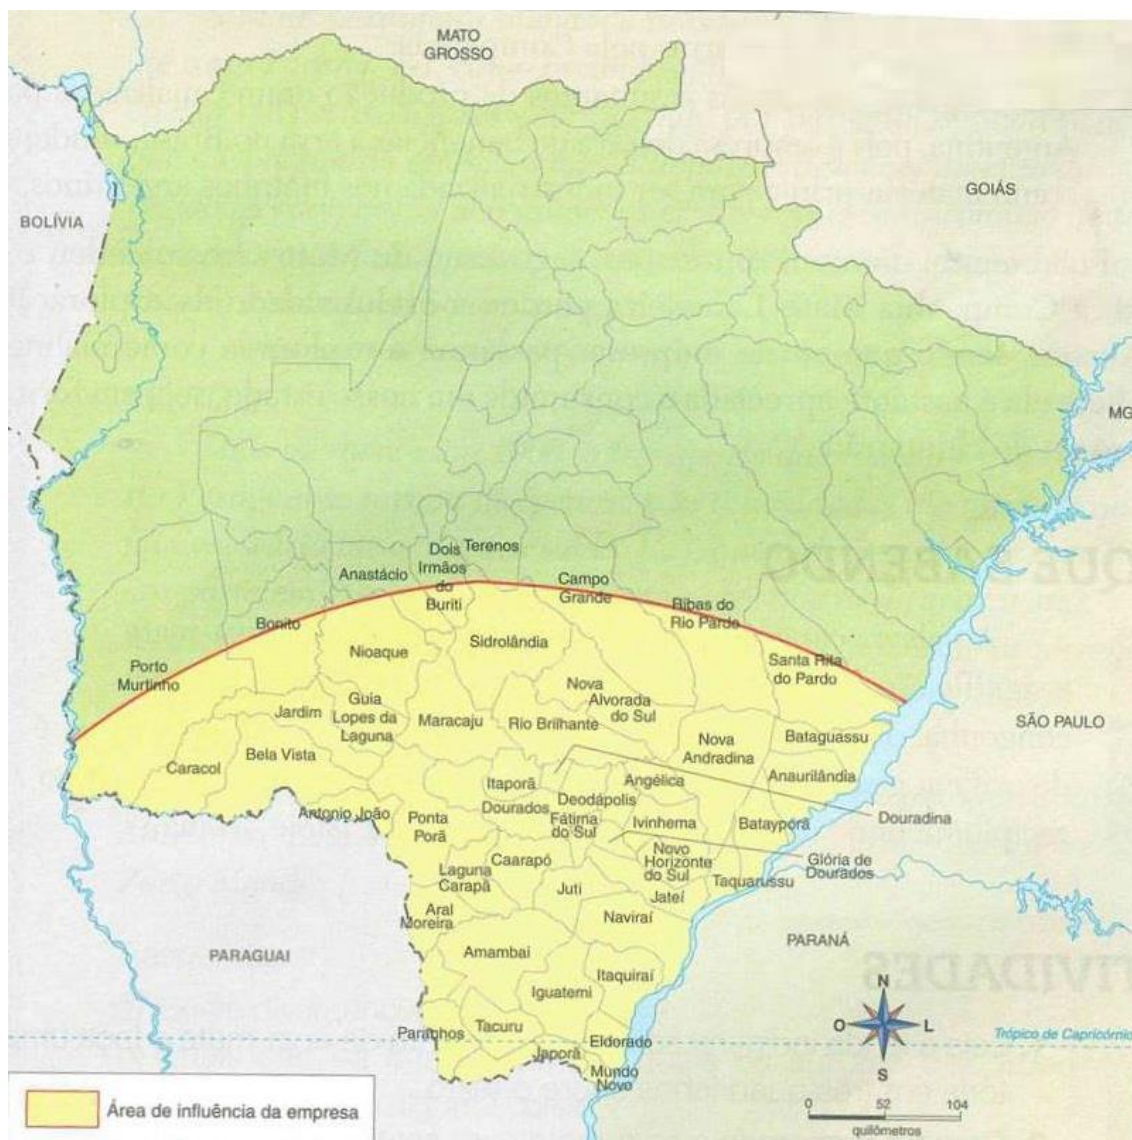 MATO
GROSSO
GOIÁS
BOLÍVIA
MG
Dois
Irmãos
do
Buriti
Terenos
Anastácio
Campo
Grande
Ribas do
Rio Pardo
Bonito
Sidrolândia
Nioaque
Porto
Murtinho
Santa Rita
do Pardo
Nova
Alvorada
do Sul
Guia
Lopes da
Laguna
Jardim
Maracaju
Rio Brilhante
SÃO PAULO
Bataguassu
Nova
Andradina
Bela Vista
Caracol
Anaurilândia
Angélica
Itaporã
Deodápolis
Dourados
Fátima
do Sul
Antonio João
Ponta
Porã
Ivinhema
Batayporã
Douradina
Novo
Horizonte
do Sul
Glória de
Dourados
Caarapó
Laguna
Carapã
Juti
Jateí
Taquarussu
Aral
Moreira
Naviraí
PARANÁ
PARAGUAI
Amambaí
Itaquiraí
Iguatemi
N
O
L
S
Paranhos
Tacuru
Eldorado
Trópico de Capricórnio
Japorã
Mundo
Novo
Área de influência da empresa
0 52 104
quilômetros